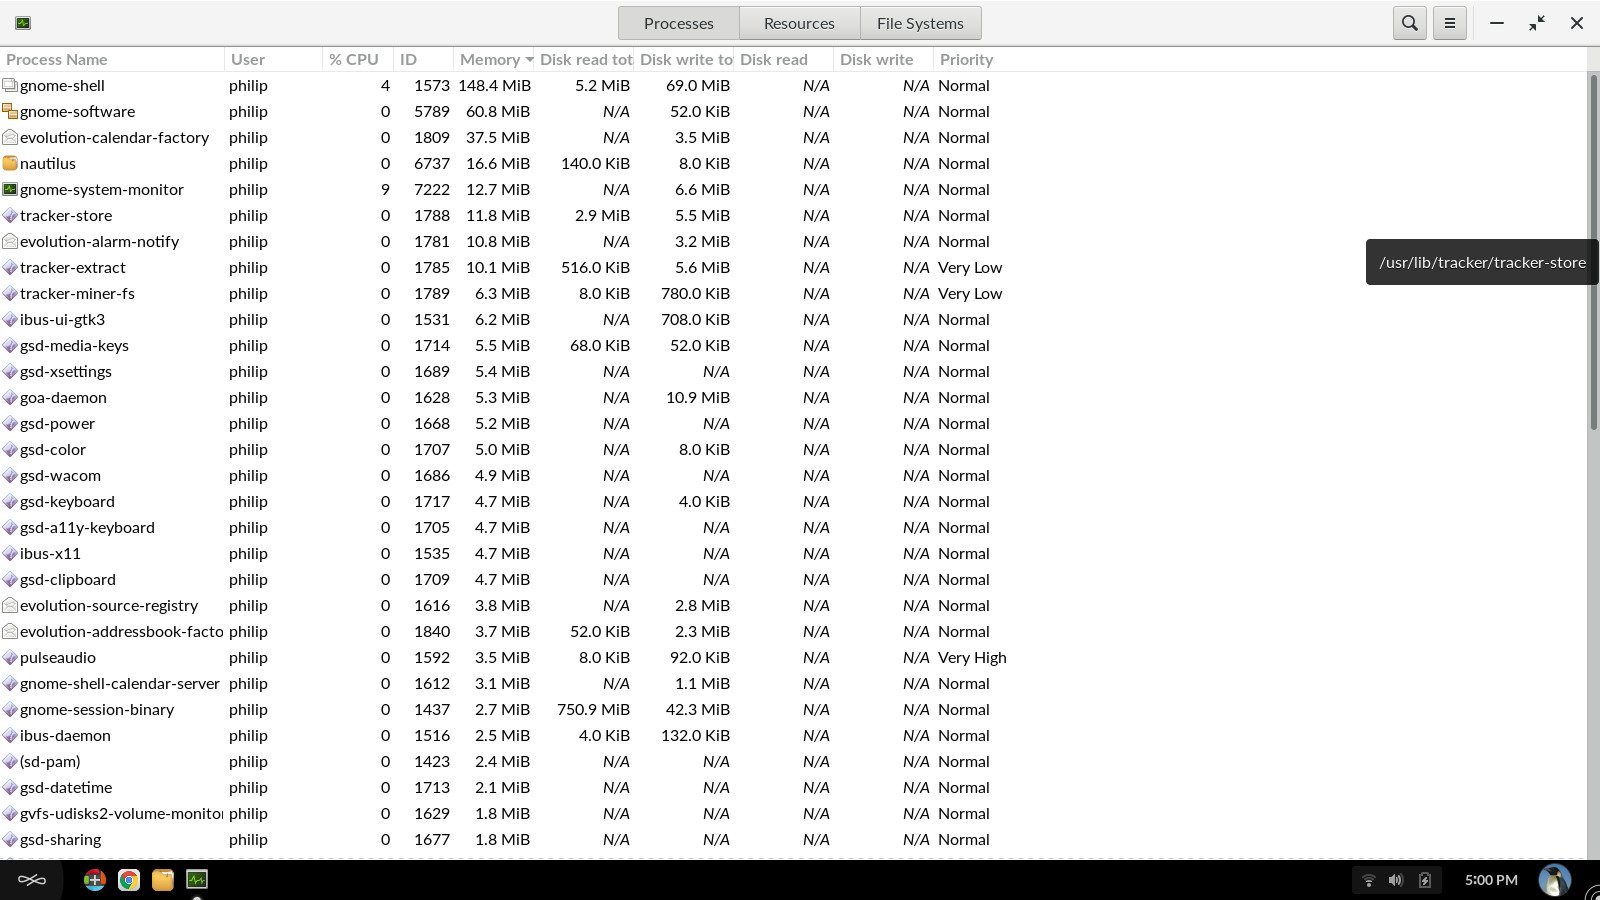 Processes Resources File Systems
Process Name User % CPU ID Memory Disk read tot Disk write to Disk read Disk write Priority
gnome-shell philip 4 1573 148.4 MiB 5.2 MiB 69.0 MiB N/A N/A Normal
gnome-software philip 0 5789 60.8 MiB N/A 52.0 KiB N/A N/A Normal
evolution-calendar-factory philip 0 1809 37.5 MiB N/A 3.5 MiB N/A N/A Normal
nautilus philip 0 6737 16.6 MiB 140.0 KiB 8.0 KiB N/A N/A Normal
gnome-system-monitor philip 9 7222 12.7 MiB N/A 6.6 MiB N/A N/A Normal
tracker-store philip 0 1788 11.8 MiB 2.9 MiB 5.5 MiB N/A N/A Normal
evolution-alarm-notify philip 0 1781 10.8 MiB N/A 3.2 MiB N/A N/A Normal
tracker-extract philip 0 1785 10.1 MiB 516.0 KiB 5.6 MiB N/A N/A Very Low
/usr/lib/tracker/tracker-store
tracker-miner-fs philip 0 1789 6.3 MiB 8.0 KiB 780.0 KiB N/A N/A Very Low
ibus-ui-gtk3 philip 0 1531 6.2 MiB N/A 708.0 KiB N/A N/A Normal
gsd-media-keys philip 0 1714 5.5 MiB 68.0 KiB 52.0 KiB N/A N/A Normal
gsd-xsettings philip 0 1689 5.4 MiB N/A N/A N/A N/A Normal
goa-daemon philip 0 1628 5.3 MiB N/A 10.9 MiB N/A N/A Normal
gsd-power philip 0 1668 5.2 MiB N/A N/A N/A N/A Normal
gsd-color philip 0 1707 5.0 MiB N/A 8.0 KiB N/A N/A Normal
gsd-wacom philip 0 1686 4.9 MiB N/A N/A N/A N/A Normal
gsd-keyboard philip 0 1717 4.7 MiB N/A 4.0 KiB N/A N/A Normal
gsd-a11y-keyboard philip 0 1705 4.7 MiB N/A N/A N/A N/A Normal
ibus-x11 philip 0 1535 4.7 MiB N/A N/A N/A N/A Normal
gsd-clipboard philip 0 1709 4.7 MiB N/A N/A N/A N/A Normal
evolution-source-registry philip 0 1616 3.8 MiB N/A 2.8 MiB N/A N/A Normal
evolution-addressbook-facto philip 0 1840 3.7 MiB 52.0 KiB 2.3 MiB N/A N/A Normal
pulseaudio philip 0 1592 3.5 MiB 8.0 KiB 92.0 KiB N/A N/A Very High
gnome-shell-calendar-server philip 0 1612 3.1 MiB N/A 1.1 MiB N/A N/A Normal
gnome-session-binary philip 0 1437 2.7 MiB 750.9 MiB 42.3 MiB N/A N/A Normal
ibus-daemon philip 0 1516 2.5 MiB 4.0 KiB 132.0 KiB N/A N/A Normal
(sd-pam) philip 0 1423 2.4 MiB N/A N/A N/A N/A Normal
gsd-datetime philip 0 1713 2.1 MiB N/A N/A N/A N/A Normal
gvfs-udisks2-volume-monitor philip 0 1629 1.8 MiB N/A N/A N/A N/A Normal
gsd-sharing philip 0 1677 1.8 MiB N/A N/A N/A N/A Normal
5:00 PM